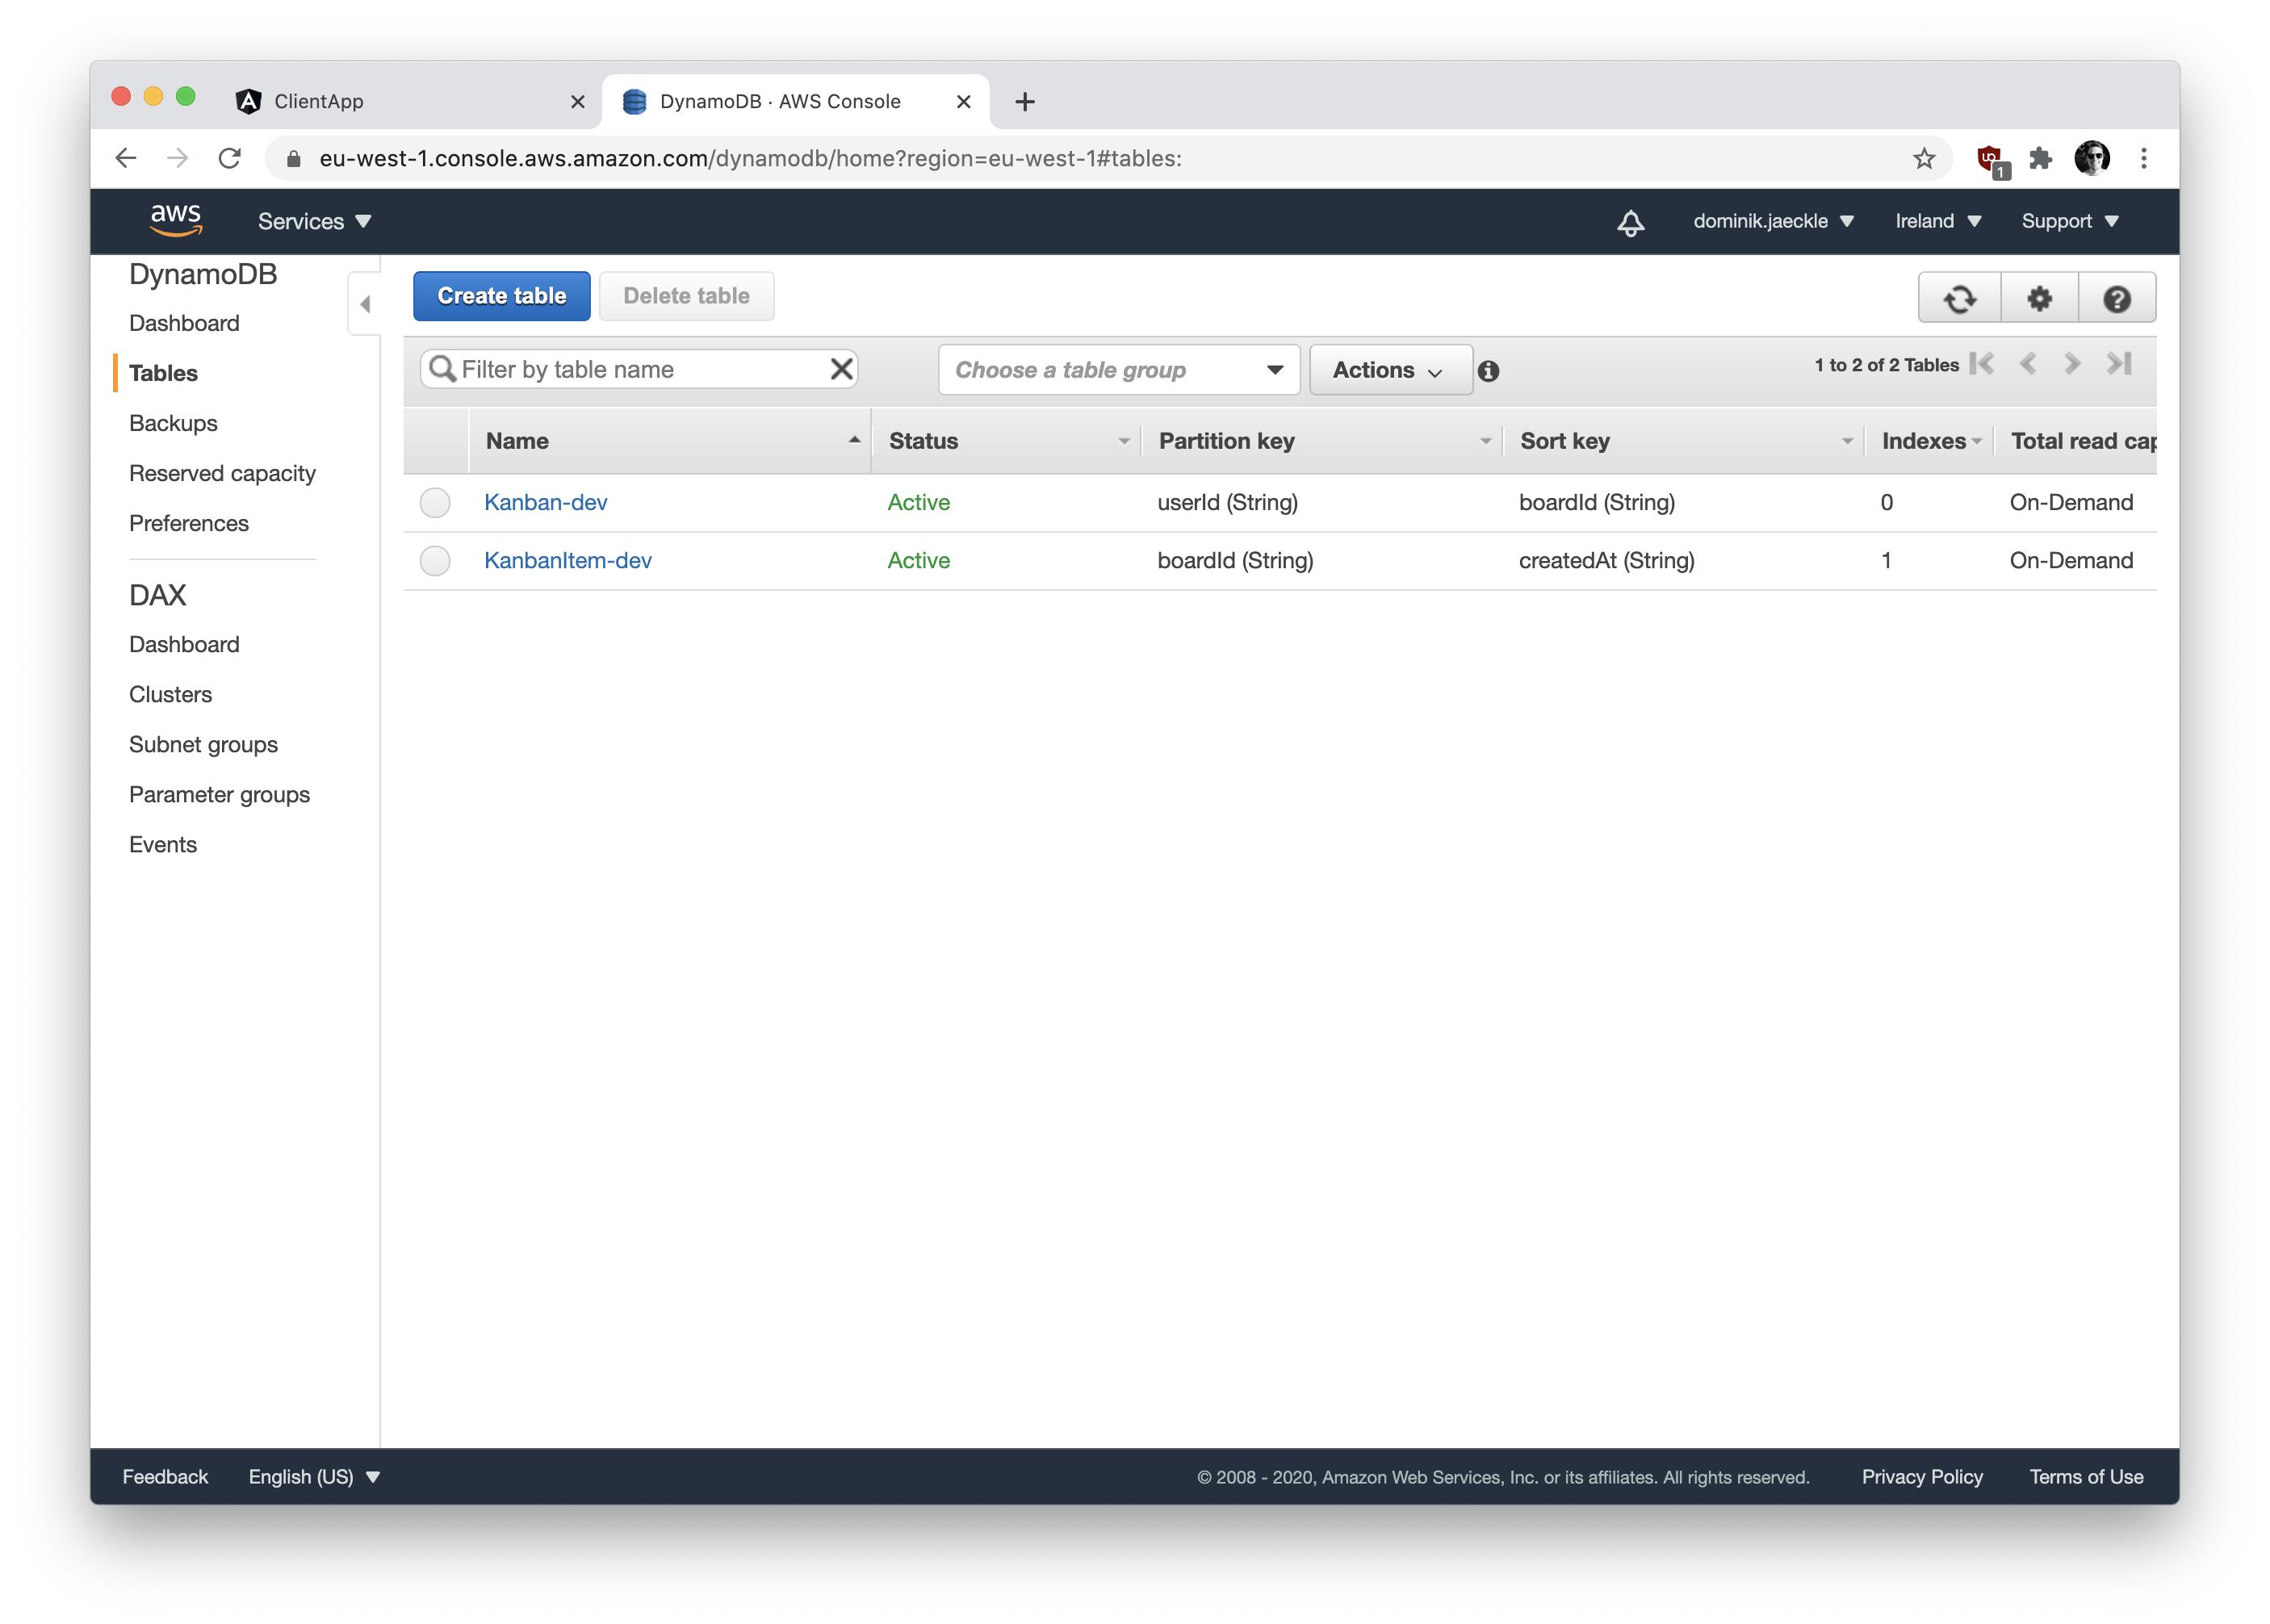 ClientApp
DynamoDB · AWS Console
eu-west-1.console.aws.amazon.com/dynamodb/home?region=eu-west-1#tables:
1
aws
Services
dominik.jaeckle
Ireland
Support
DynamoDB
Dashboard
Tables
Backups
Reserved capacity
Preferences
DAX
Dashboard
Clusters
Subnet groups
Parameter groups
Events
Create table
Delete table
Filter by table name
Choose a table group
Actions
1 to 2 of 2 Tables
Name Status Partition key Sort key Indexes Total read cap
Kanban-dev Active userId (String) boardId (String) 0 On-Demand
KanbanItem-dev Active boardId (String) createdAt (String) 1 On-Demand
Feedback
English (US)
© 2008 - 2020, Amazon Web Services, Inc. or its affiliates. All rights reserved.
Privacy Policy
Terms of Use